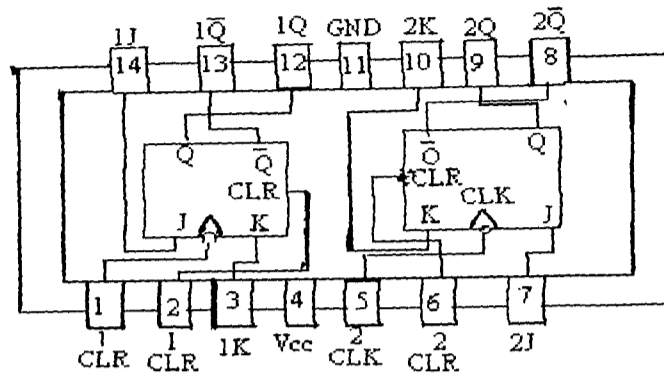 1J 1Q̅ 1Q GND 2K 2Q 2Q̅
14 13 12 11 10 9 8
Q Q̅ Q̅ Q
CLR CLR
CLK
J K K J
1 2 3 4 5 6 7
1 1 1K Vcc 2 2 2J
CLR CLR CLK CLR